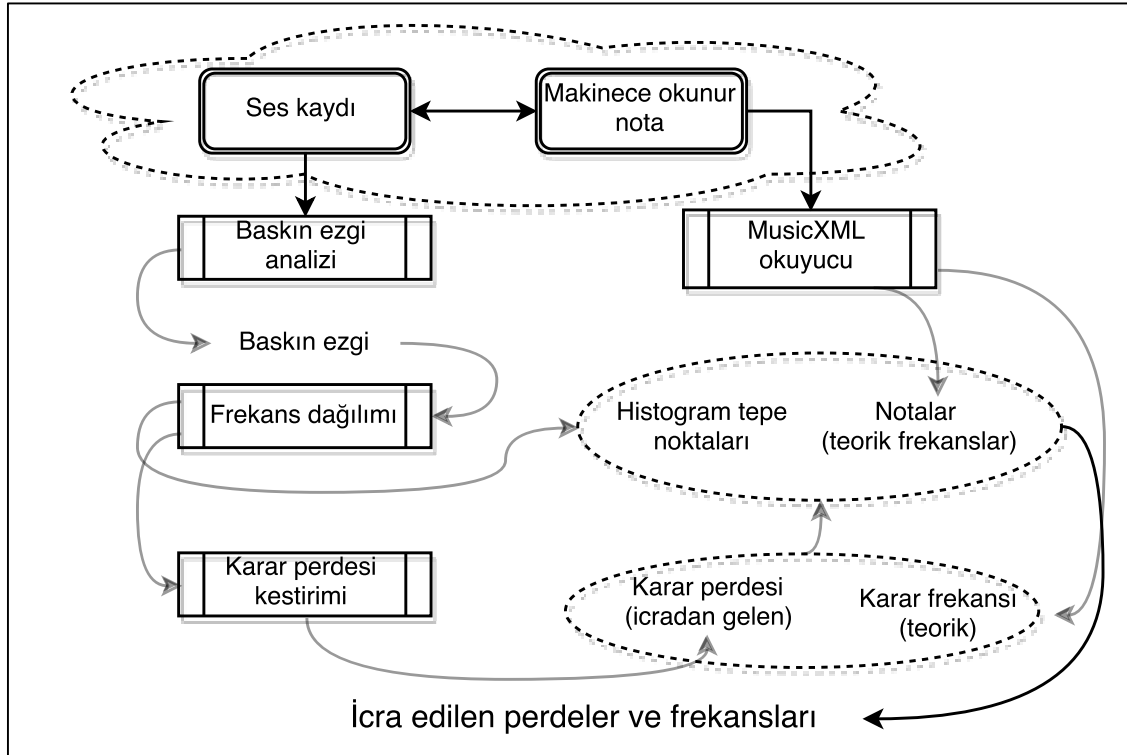 Ses kaydı
Makinece okunur
nota
Baskın ezgi
analizi
MusicXML
okuyucu
Baskın ezgi
Frekans dağılımı
Histogram tepe
noktaları
Notalar
(teorik frekanslar)
Karar perdesi
kestirimi
Karar perdesi
(icradan gelen)
Karar frekansı
(teorik)
İcra edilen perdeler ve frekansları